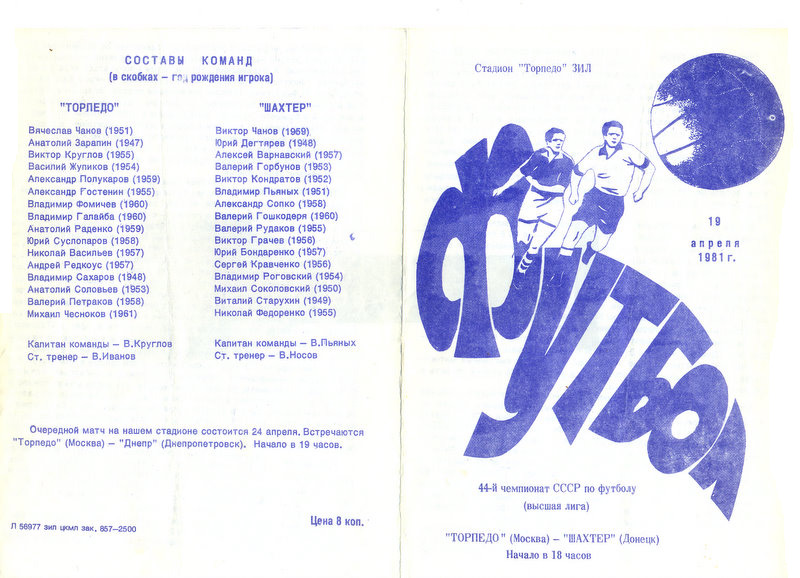 СОСТАВЫ КОМАНД
(в скобках – год рождения игрока)
"ТОРПЕДО"
Вячеслав Чанов (1951)
Анатолий Зарапин (1947)
Виктор Круглов (1955)
Василий Жупиков (1954)
Александр Полукаров (1959)
Александр Гостенин (1955)
Владимир Фомичев (1960)
Владимир Галайба (1960)
Анатолий Раденко (1959)
Юрий Суслопаров (1958)
Николай Васильев (1957)
Андрей Редкоус (1957)
Владимир Сахаров (1948)
Анатолий Соловьев (1953)
Валерий Петраков (1958)
Михаил Чесноков (1961)
Капитан команды – В.Круглов
Ст. тренер – В.Иванов
"ШАХТЕР"
Виктор Чанов (1959)
Юрий Дегтярев (1948)
Алексей Варнавский (1957)
Валерий Горбунов (1953)
Виктор Кондратов (1952)
Владимир Пьяных (1951)
Александр Сопко (1958)
Валерий Гошкодеря (1960)
Валерий Рудаков (1955)
Виктор Грачев (1956)
Юрий Бондаренко (1957)
Сергей Кравченко (1956)
Владимир Роговский (1954)
Михаил Соколовский (1950)
Виталий Старухин (1949)
Николай Федоренко (1955)
Капитан команды – В.Пьяных
Ст. тренер – В.Носов
Очередной матч на нашем стадионе состоится 24 апреля. Встречаются
"Торпедо" (Москва) – "Днепр" (Днепропетровск). Начало в 19 часов.
Л 56977 зип цкмл зак. 857–2500
Цена 8 коп.
Стадион "Торпедо" ЗИЛ
19
апреля
1981 г.
ФУТБОЛ
44-й чемпионат СССР по футболу
(высшая лига)
"ТОРПЕДО" (Москва) – "ШАХТЕР" (Донецк)
Начало в 18 часов